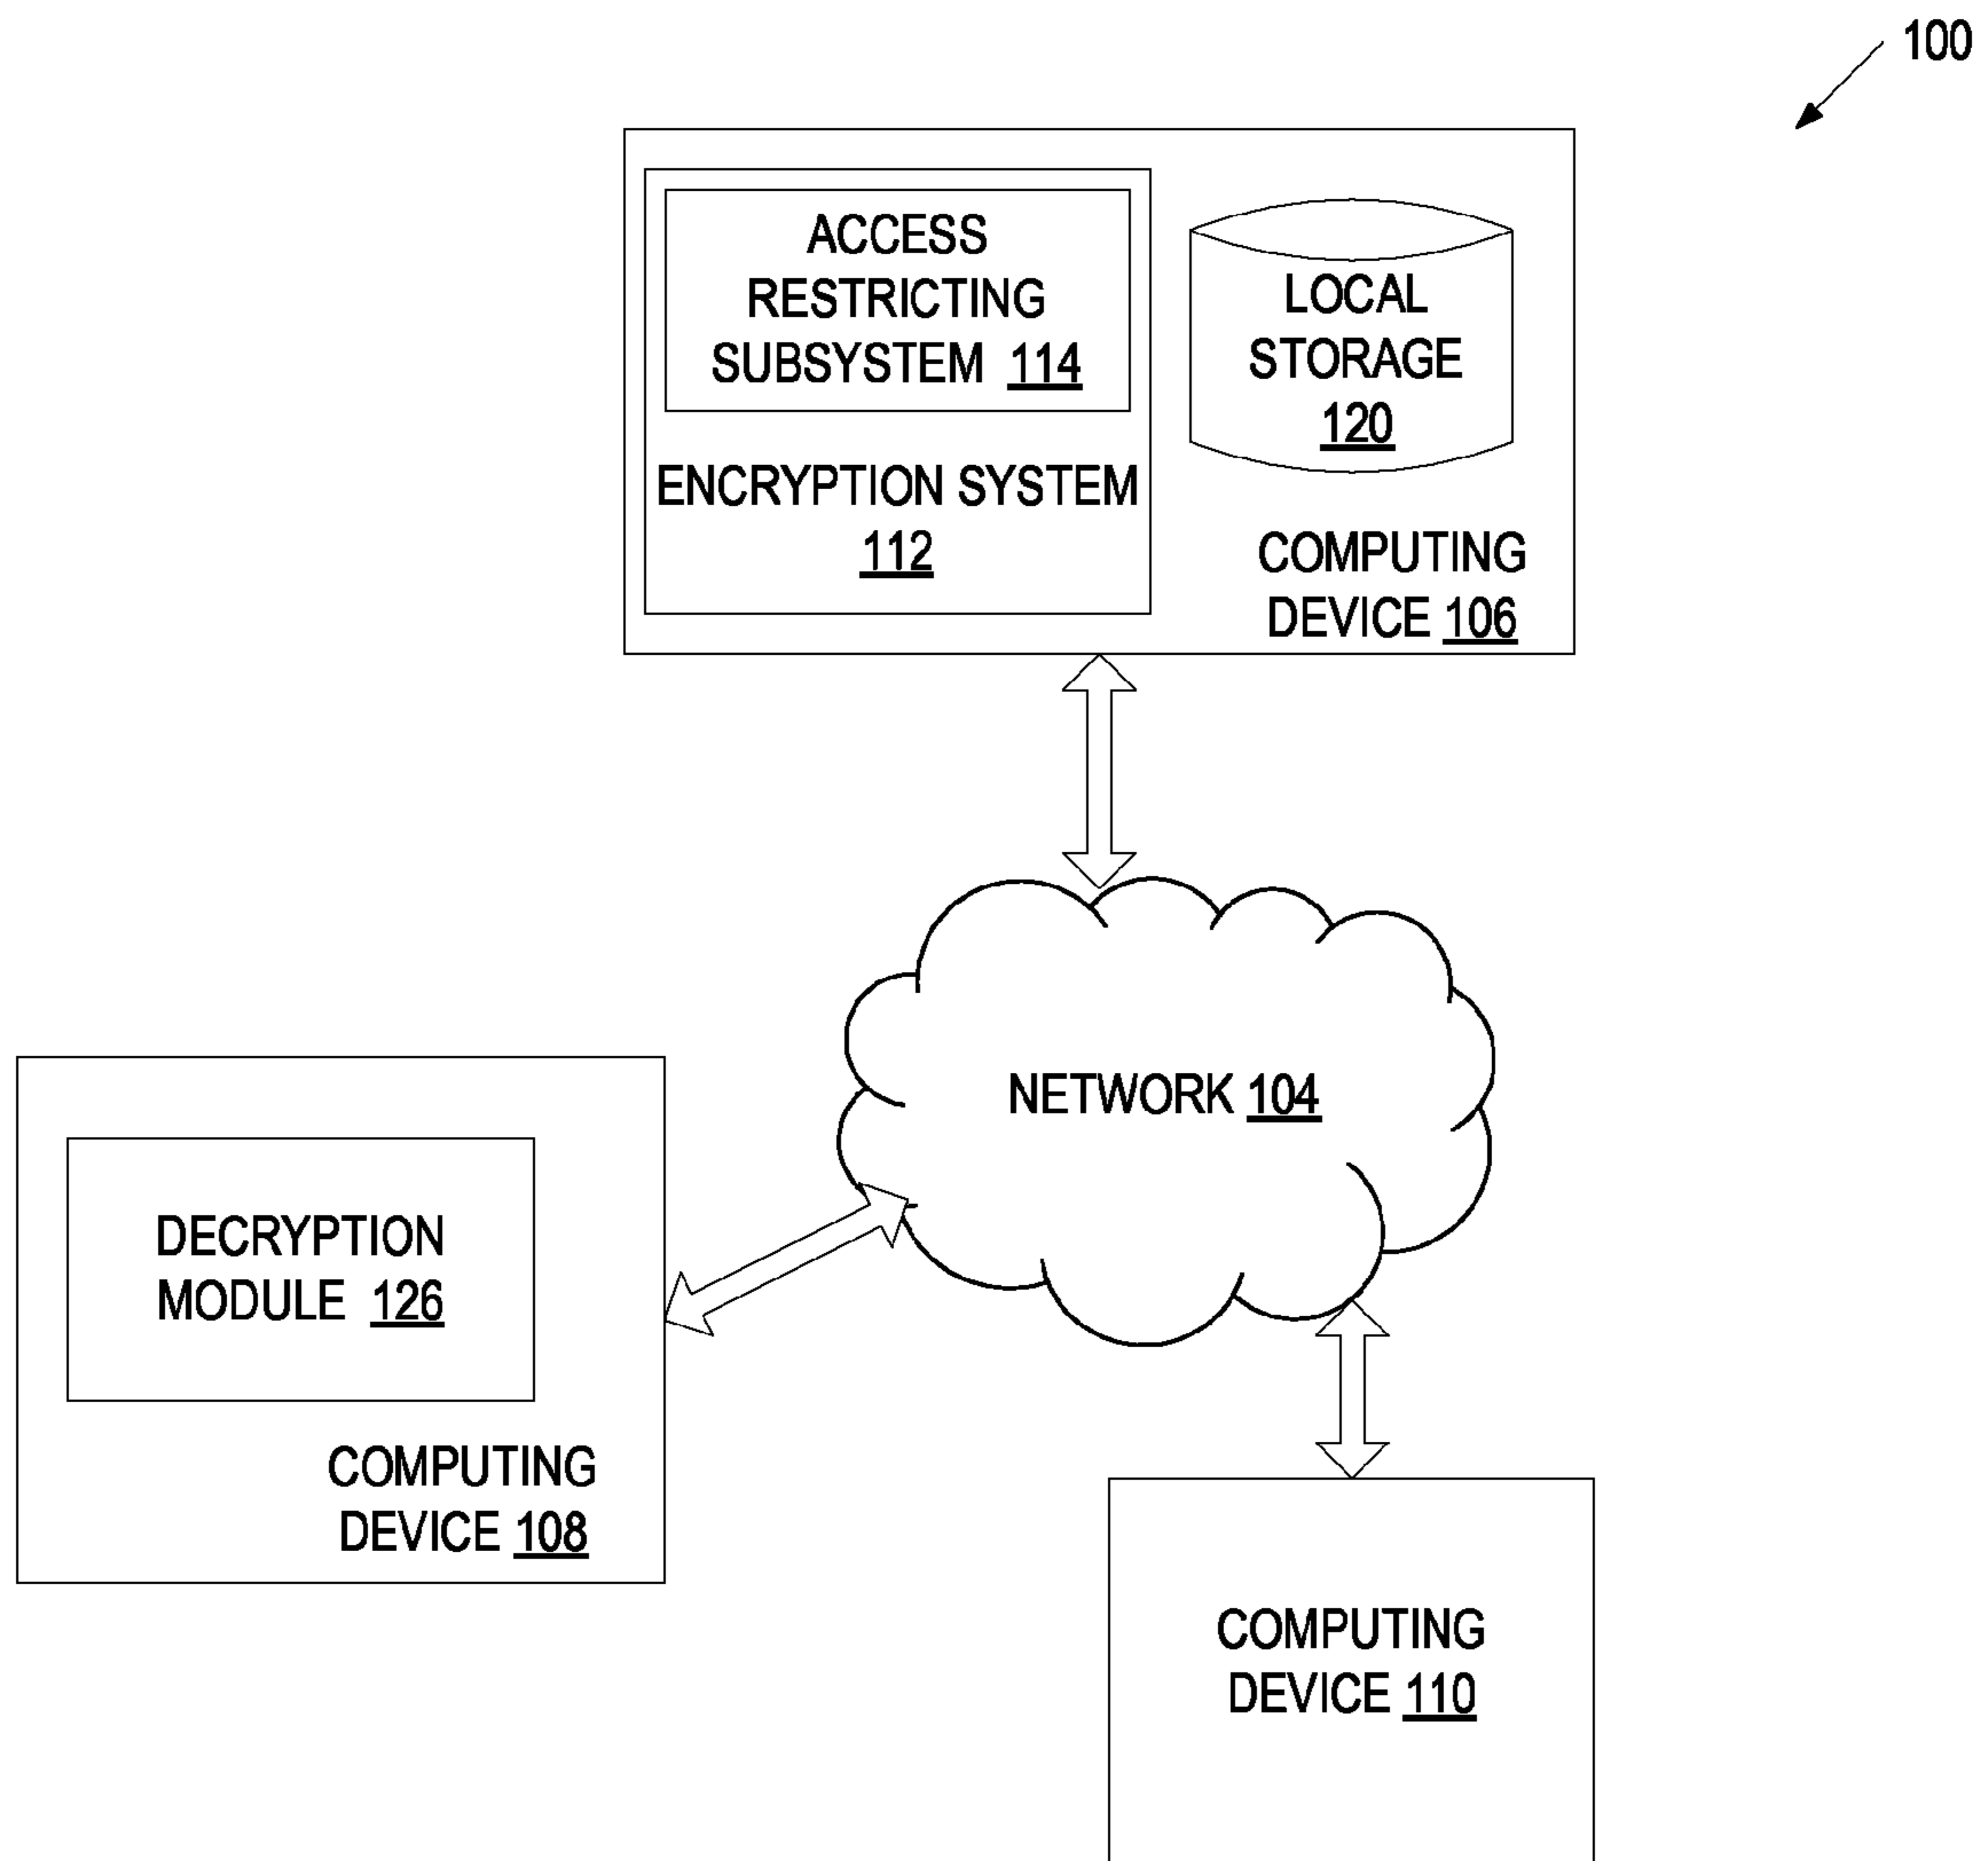 100
ACCESS
RESTRICTING
SUBSYSTEM 114
ENCRYPTION SYSTEM
112
LOCAL
STORAGE
120
COMPUTING
DEVICE 106
NETWORK 104
DECRYPTION
MODULE 126
COMPUTING
DEVICE 108
COMPUTING
DEVICE 110